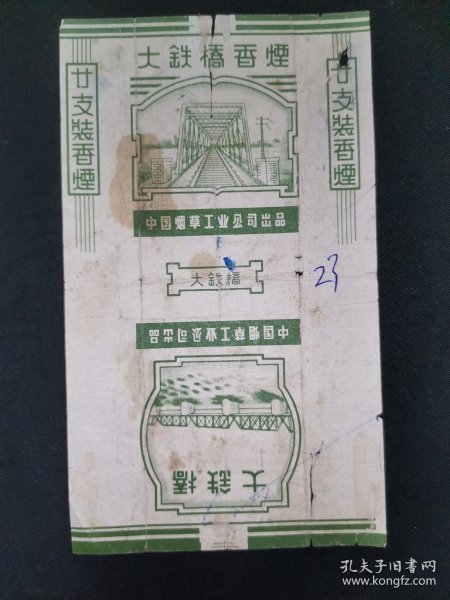 大鉄橋香煙
廿支裝香煙
廿支裝香煙
中国烟草工业公司出品
大鉄橋
23
中国烟草工业公司出品
大鉄橋
孔夫子旧书网
www.kongfz.com